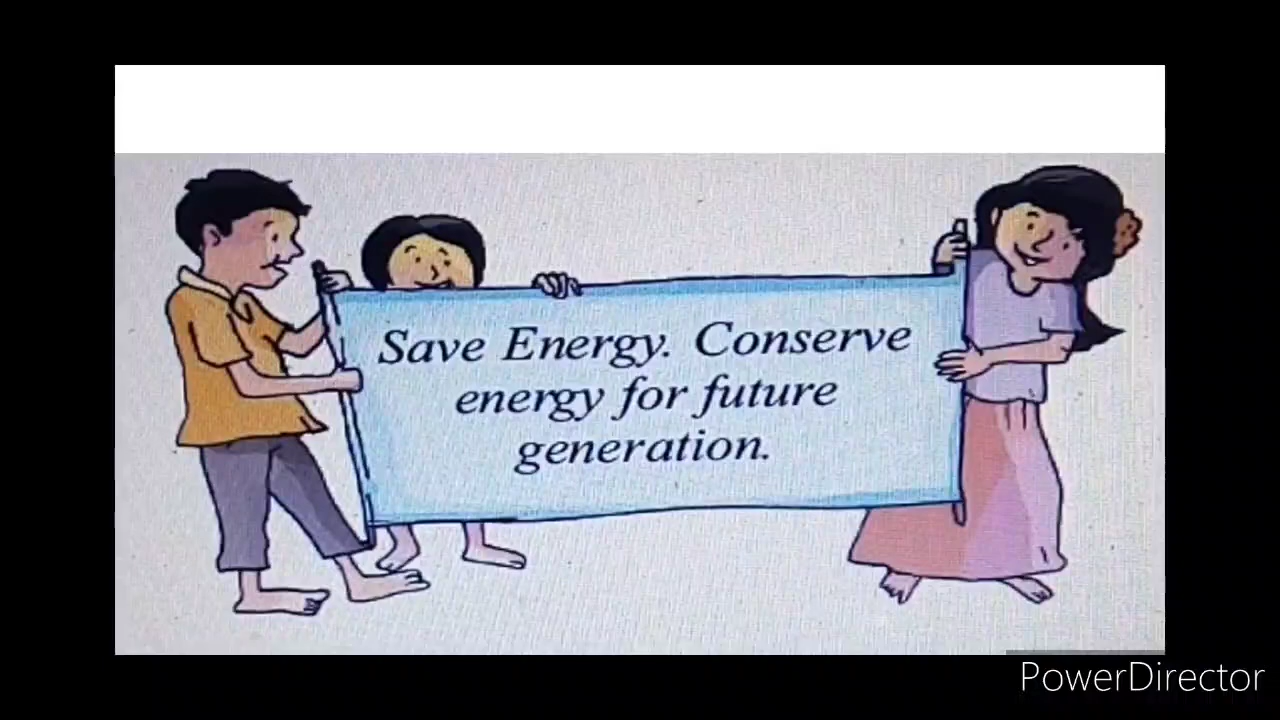 Save Energy. Conserve
energy for future
generation.
PowerDirector